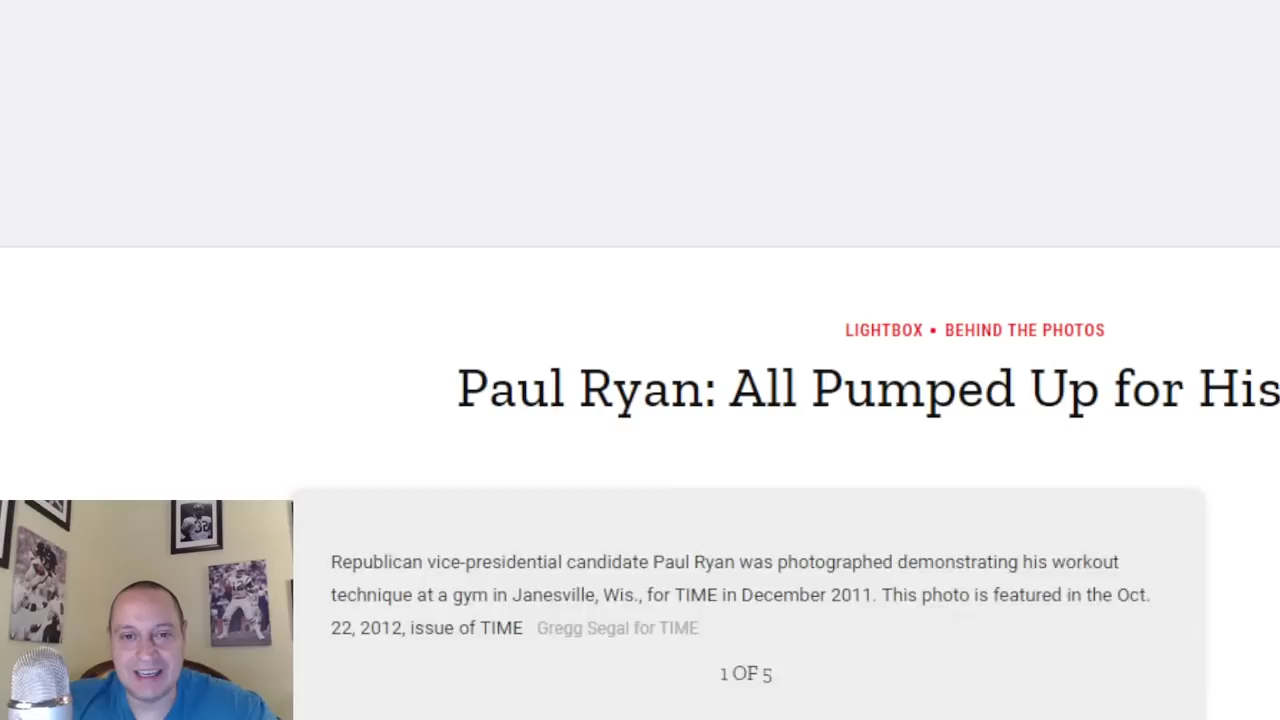 LIGHTBOX • BEHIND THE PHOTOS
Paul Ryan: All Pumped Up for His
Republican vice-presidential candidate Paul Ryan was photographed demonstrating his workout
technique at a gym in Janesville, Wis., for TIME in December 2011. This photo is featured in the Oct.
22, 2012, issue of TIME Gregg Segal for TIME
1 OF 5
32